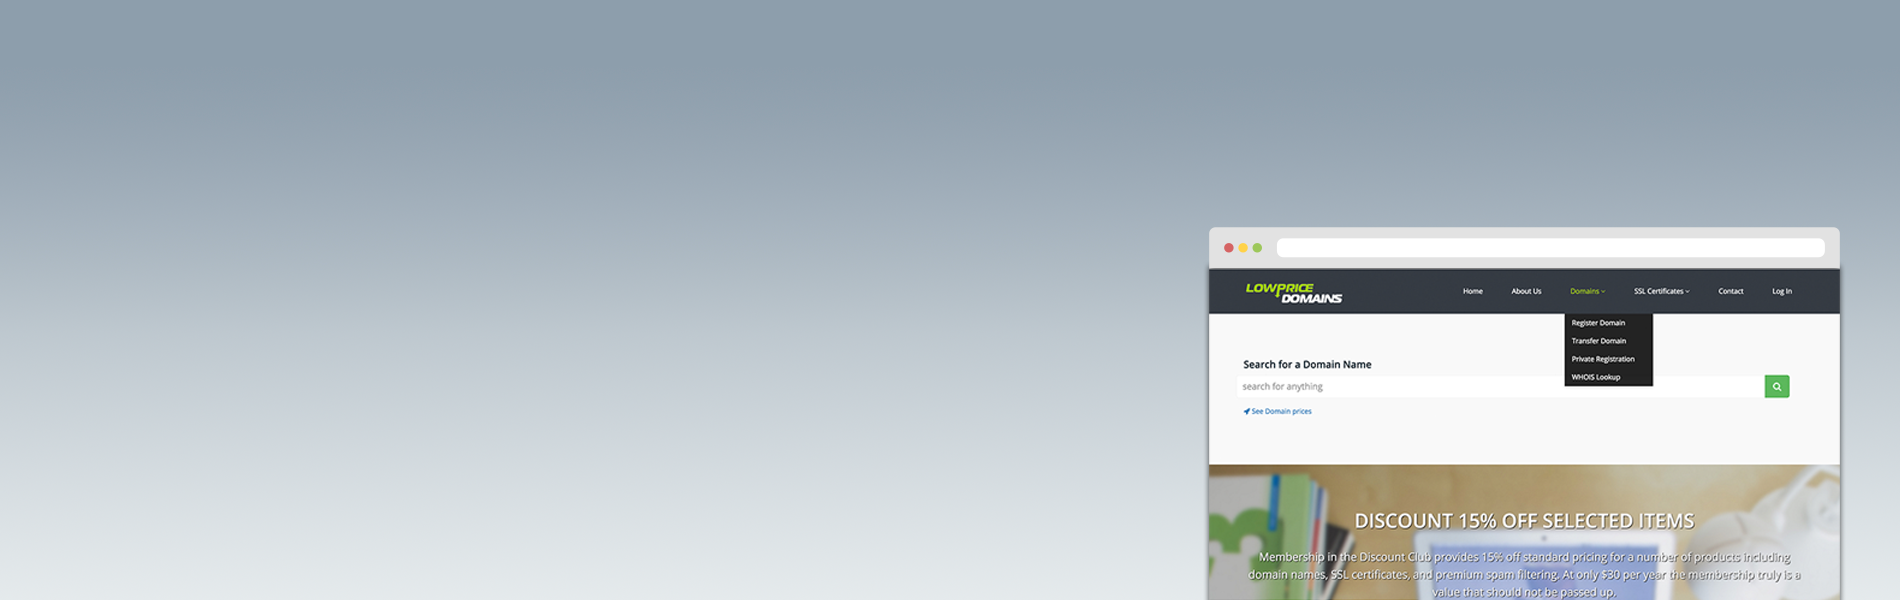 LOWPRICE
DOMAINS
Home About Us Domains SSL Certificates Contact Log In
Register Domain
Transfer Domain
Private Registration
WHOIS Lookup
Search for a Domain Name
search for anything
See Domain prices
DISCOUNT 15% OFF SELECTED ITEMS
Membership in the Discount Club provides 15% off standard pricing for a number of products including
domain names, SSL certificates, and premium spam filtering. At only $30 per year the membership truly is a
value that should not be passed up.